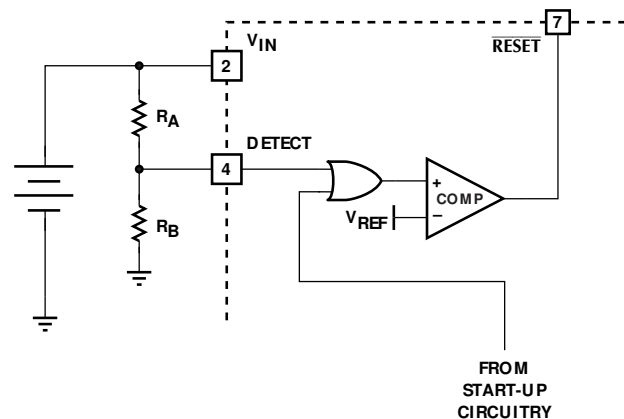 7
VIN
RESET
2
RA
DETECT
4
+
COMP
VREF
−
RB
FROM
START-UP
CIRCUITRY